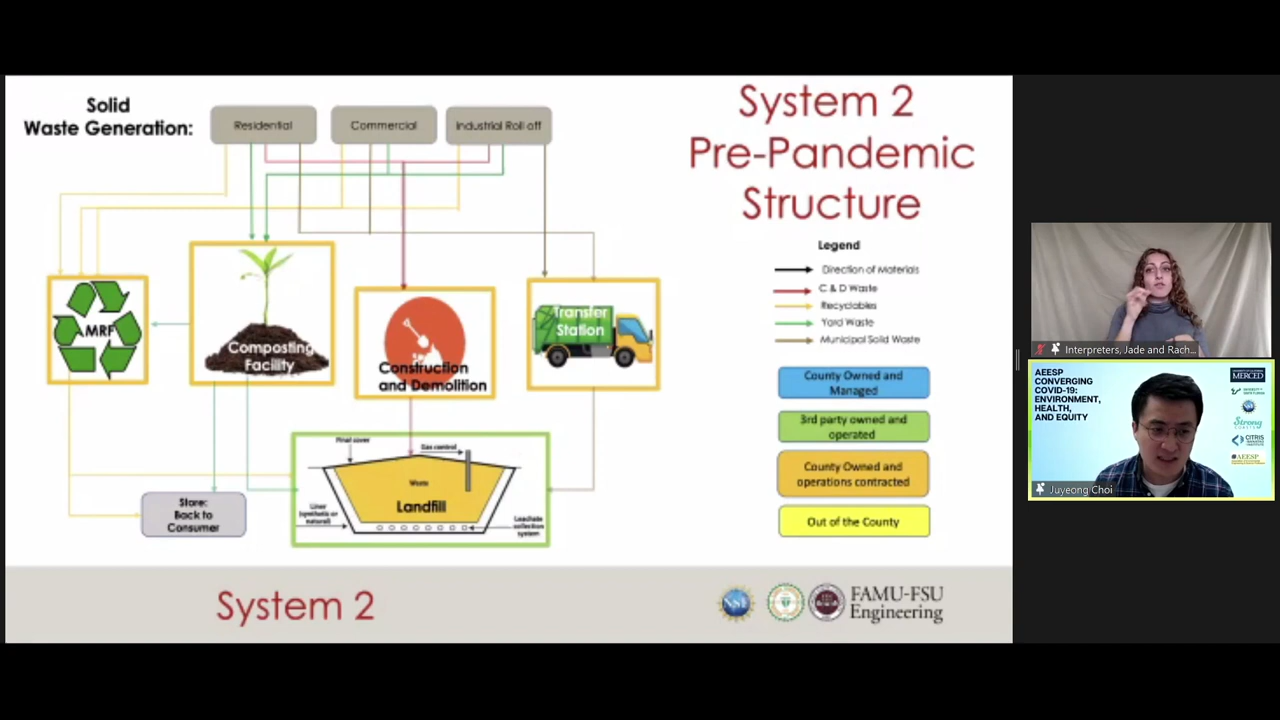 Solid
Waste Generation:
Residential
Commercial
Industrial Roll off
System 2
Pre-Pandemic
Structure
Legend
Direction of Materials
C & D Waste
Recyclables
Yard Waste
Municipal Solid Waste
MRF
Composting
Facility
Construction
and Demolition
Transfer
Station
County Owned and
Managed
3rd party owned and
operated
County Owned and
operations contracted
Out of the County
Final cover
Gas control
Waste
Landfill
Liner
(synthetic or
natural)
Leachate
collection
system
Store:
Back to
Consumer
System 2
NSF
FAMU-FSU
Engineering
Interpreters, Jade and Rach...
AEESP
CONVERGING
COVID-19:
ENVIRONMENT,
HEALTH,
AND EQUITY
MERCED
Strong
CITRIS
#AEESP
Juyeong Choi